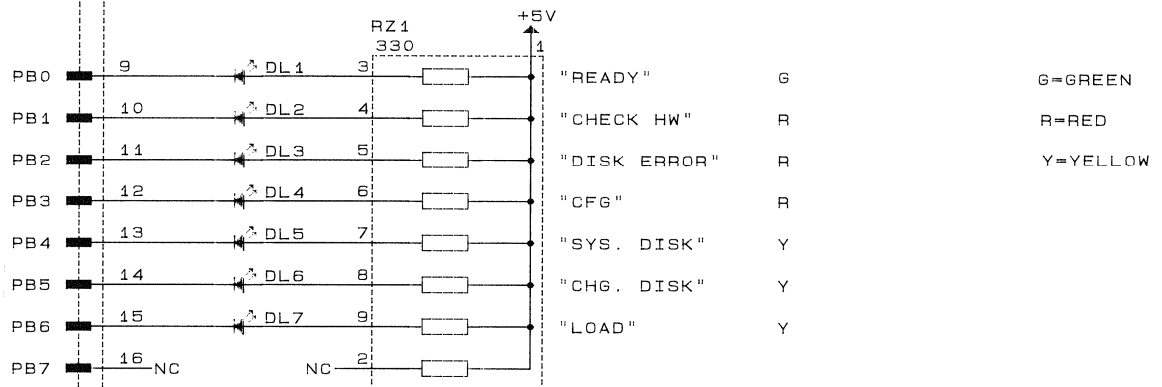 +5V
RZ1
330 1
PB0 9 DL1 3 "READY" G G=GREEN
PB1 10 DL2 4 "CHECK HW" R R=RED
PB2 11 DL3 5 "DISK ERROR" R Y=YELLOW
PB3 12 DL4 6 "CFG" R
PB4 13 DL5 7 "SYS. DISK" Y
PB5 14 DL6 8 "CHG. DISK" Y
PB6 15 DL7 9 "LOAD" Y
PB7 16 NC NC 2